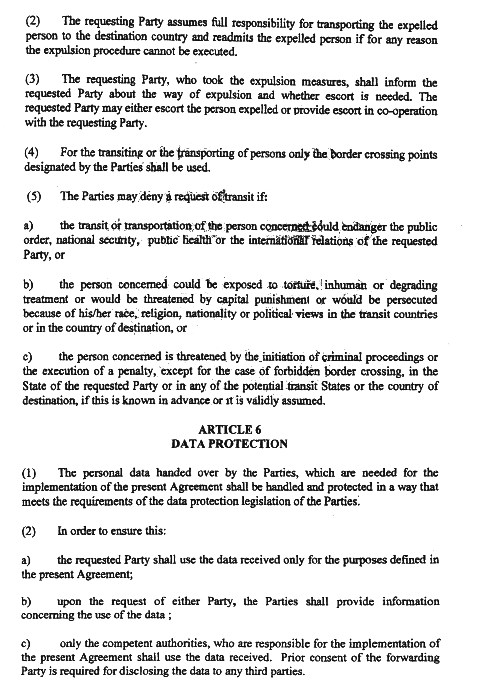 (2) The requesting Party assumes full responsibility for transporting the expelled
person to the destination country and readmits the expelled person if for any reason
the expulsion procedure cannot be executed.
(3) The requesting Party, who took the expulsion measures, shall inform the
requested Party about the way of expulsion and whether escort is needed. The
requested Party may either escort the person expelled or provide escort in co-operation
with the requesting Party.
(4) For the transiting or the transporting of persons only the border crossing points
designated by the Parties shall be used.
(5) The Parties may deny a request of transit if:
a) the transit or transportation of the person concerned could endanger the public
order, national security, public health or the international relations of the requested
Party, or
b) the person concerned could be exposed to torture, inhuman or degrading
treatment or would be threatened by capital punishment or would be persecuted
because of his/her race, religion, nationality or political views in the transit countries
or in the country of destination, or
c) the person concerned is threatened by the initiation of criminal proceedings or
the execution of a penalty, except for the case of forbidden border crossing, in the
State of the requested Party or in any of the potential transit States or the country of
destination, if this is known in advance or it is validly assumed.
ARTICLE 6
DATA PROTECTION
(1) The personal data handed over by the Parties, which are needed for the
implementation of the present Agreement shall be handled and protected in a way that
meets the requirements of the data protection legislation of the Parties.
(2) In order to ensure this:
a) the requested Party shall use the data received only for the purposes defined in
the present Agreement;
b) upon the request of either Party, the Parties shall provide information
concerning the use of the data ;
c) only the competent authorities, who are responsible for the implementation of
the present Agreement shall use the data received. Prior consent of the forwarding
Party is required for disclosing the data to any third parties.